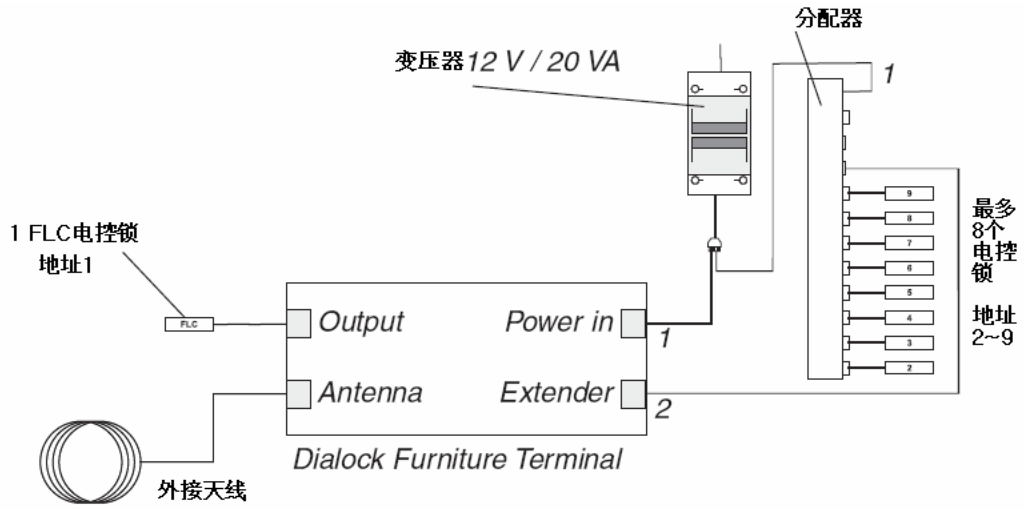 分配器
变压器12 V / 20 VA
1
1 FLC电控锁
地址1
FLC
Output
Power in
1
Antenna
Extender
2
Dialock Furniture Terminal
外接天线
9
8
7
6
5
4
3
2
最多
8个
电控
锁
地址
2~9